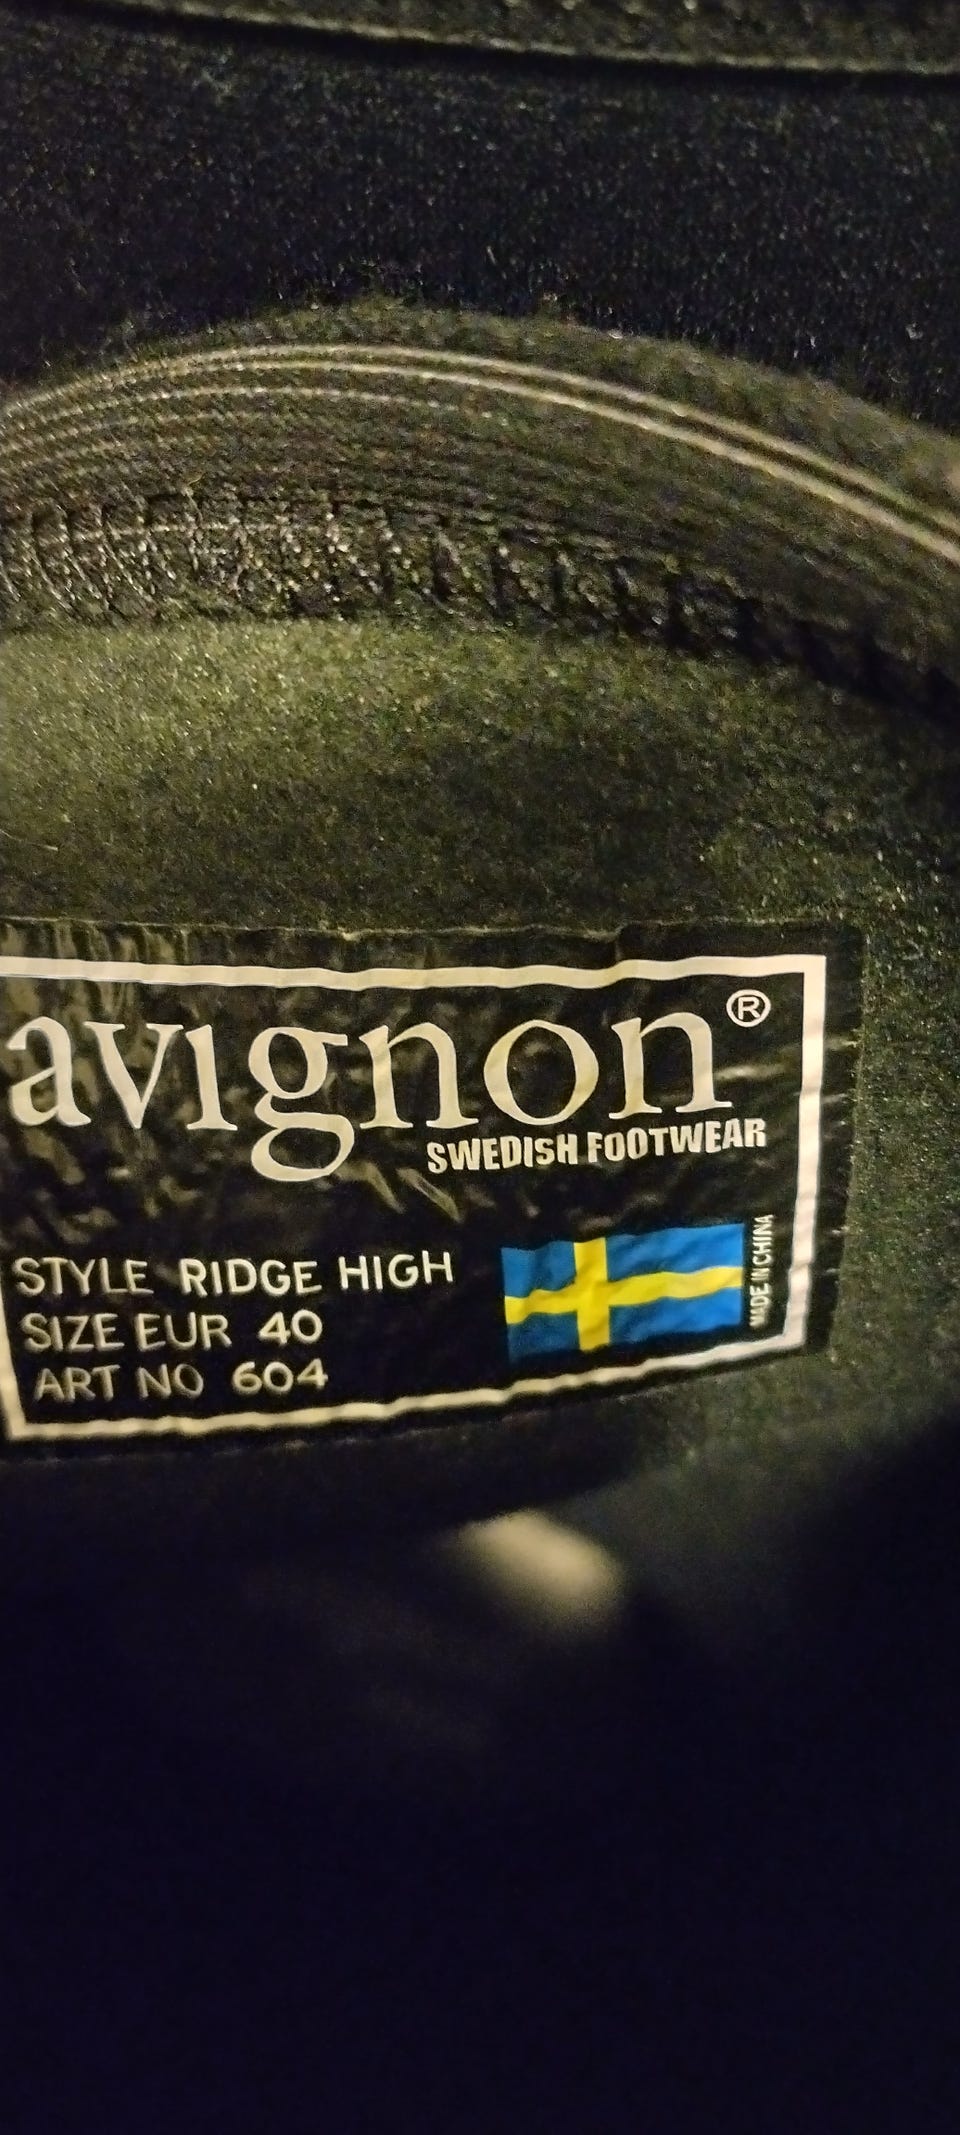 avignon®
SWEDISH FOOTWEAR
STYLE RIDGE HIGH
SIZE EUR 40
ART NO 604
MADE IN CHINA